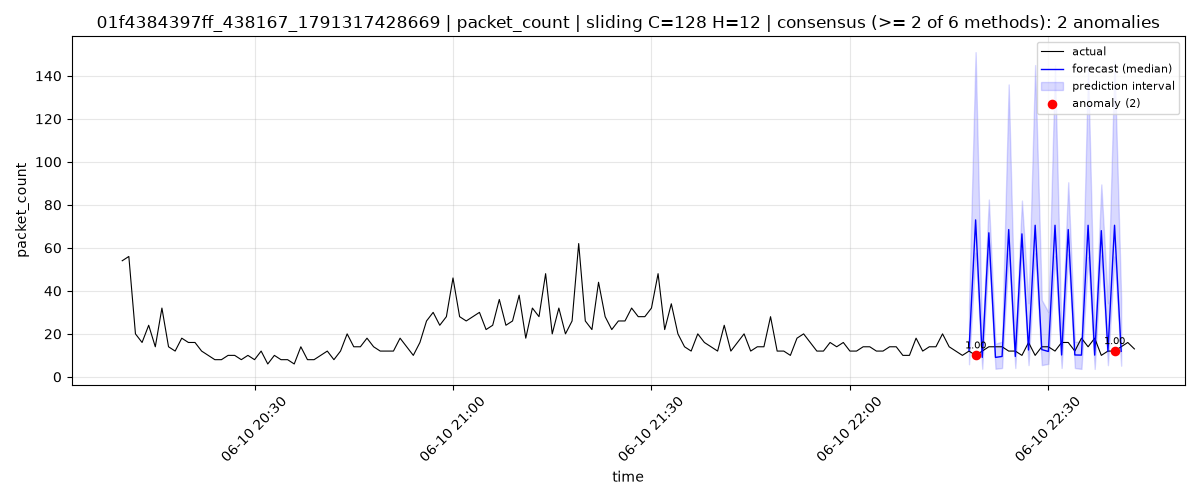 01f4384397ff_438167_1791317428669 | packet_count | sliding C=128 H=12 | consensus (>= 2 of 6 methods): 2 anomalies
packet_count
140
120
100
80
60
40
20
0
actual
forecast (median)
prediction interval
anomaly (2)
1.00
1.00
06-10 20:30
06-10 21:00
06-10 21:30
06-10 22:00
06-10 22:30
time